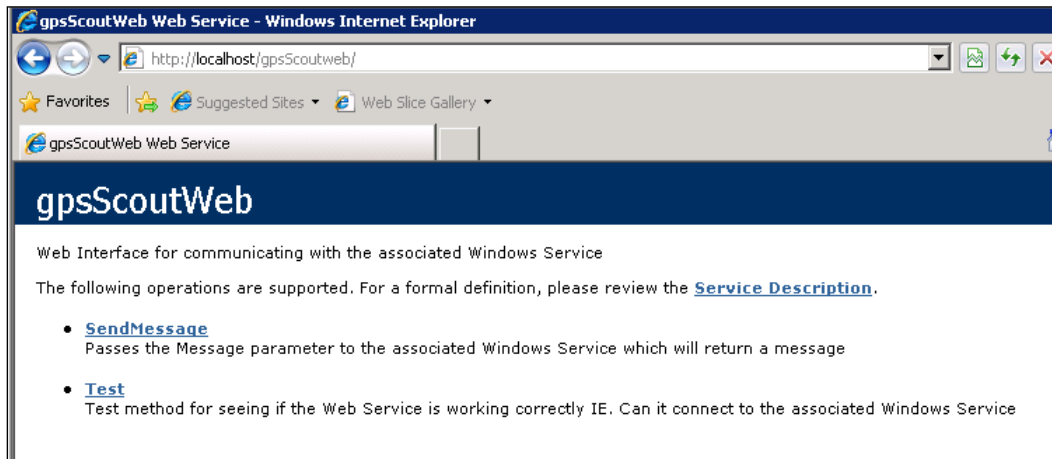 gpsScoutWeb Web Service - Windows Internet Explorer
http://localhost/gpsScoutweb/
Favorites Suggested Sites Web Slice Gallery
gpsScoutWeb Web Service
gpsScoutWeb
Web Interface for communicating with the associated Windows Service
The following operations are supported. For a formal definition, please review the Service Description.
SendMessage
Passes the Message parameter to the associated Windows Service which will return a message
Test
Test method for seeing if the Web Service is working correctly IE. Can it connect to the associated Windows Service